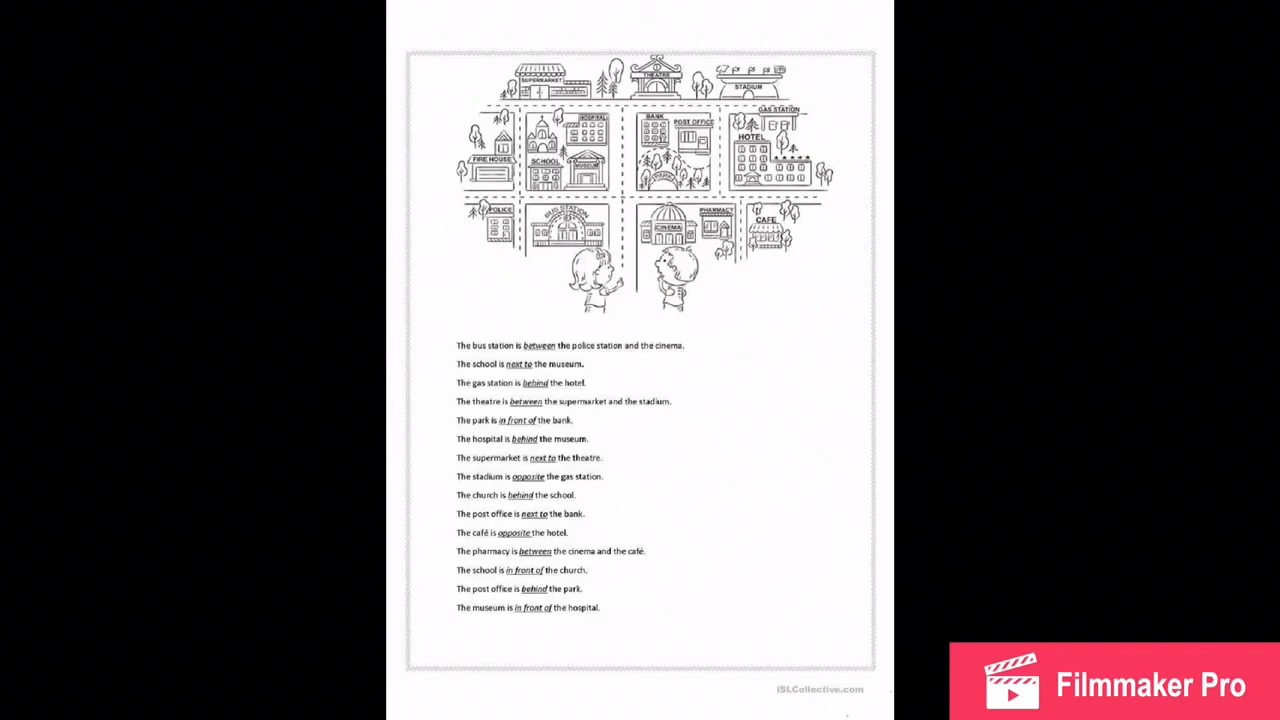 SUPERMARKET
THEATRE
STADIUM
GAS STATION
HOSPITAL
BANK
POST OFFICE
HOTEL
SCHOOL
MUSEUM
FIRE HOUSE
PARK
POLICE
BUS STATION
CINEMA
PHARMACY
CAFE
The bus station is between the police station and the cinema.
The school is next to the museum.
The gas station is behind the hotel.
The theatre is between the supermarket and the stadium.
The park is in front of the bank.
The hospital is behind the museum.
The supermarket is next to the theatre.
The stadium is opposite the gas station.
The church is behind the school.
The post office is next to the bank.
The café is opposite the hotel.
The pharmacy is between the cinema and the café.
The school is in front of the church.
The post office is behind the park.
The museum is in front of the hospital.
iSLCollective.com
Filmmaker Pro